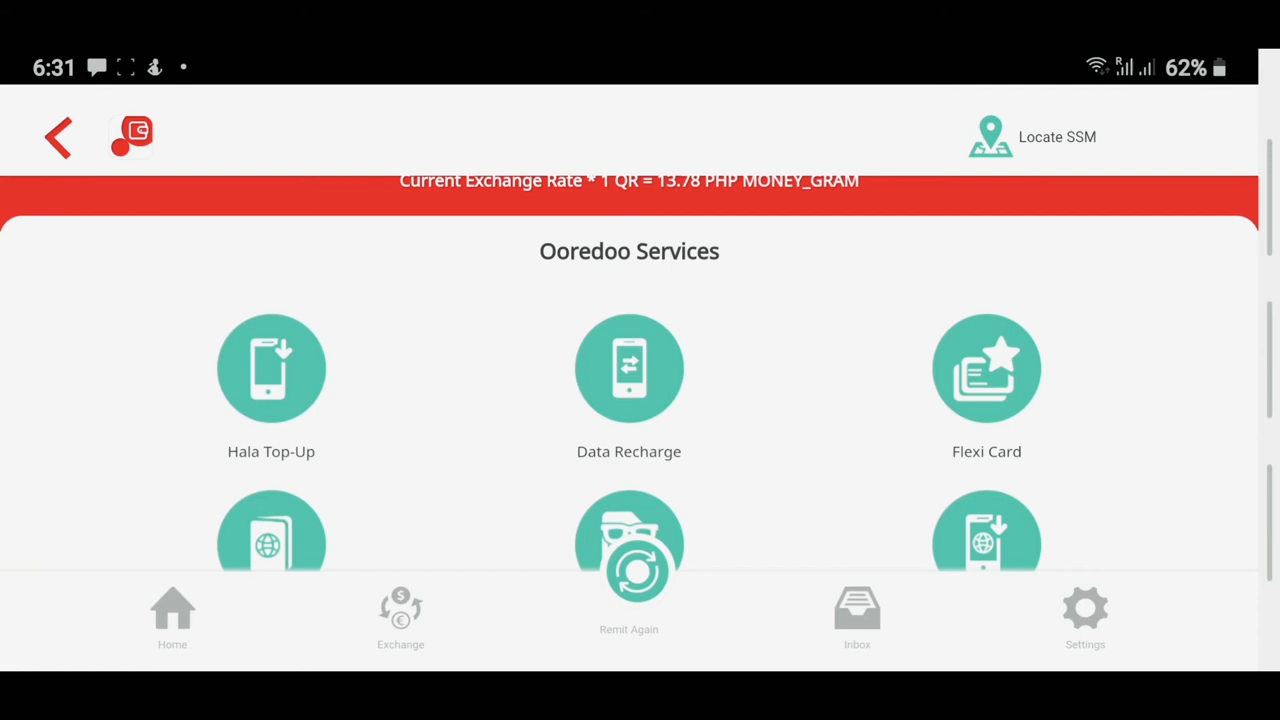 6:31
R
62%
Locate SSM
Current Exchange Rate * 1 QR = 13.78 PHP MONEY_GRAM
Ooredoo Services
Hala Top-Up
Data Recharge
Flexi Card
Home
Exchange
Remit Again
Inbox
Settings